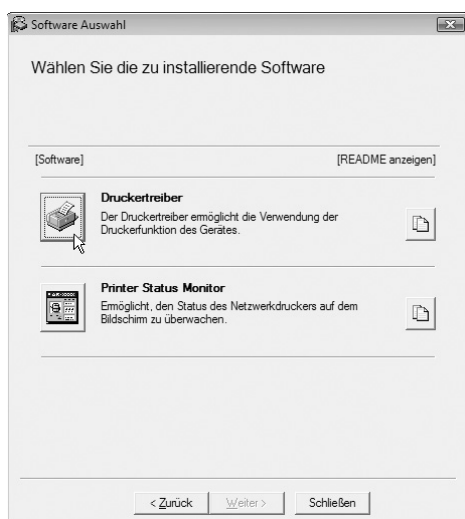 Software Auswahl
Wählen Sie die zu installierende Software
[Software] [README anzeigen]
Druckertreiber
Der Druckertreiber ermöglicht die Verwendung der
Druckerfunktion des Gerätes.
Printer Status Monitor
Ermöglicht, den Status des Netzwerkdruckers auf dem
Bildschirm zu überwachen.
< Zurück Weiter > Schließen